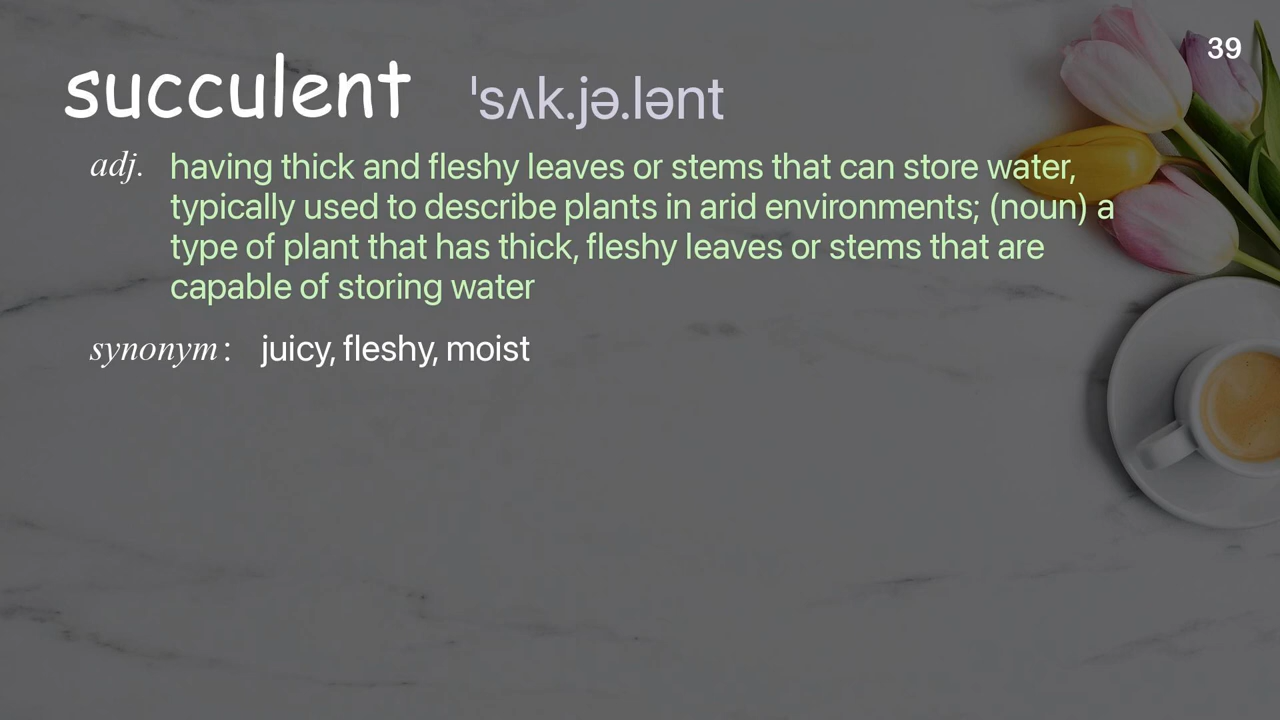 39
succulent ˈsʌk.jə.lənt
adj. having thick and fleshy leaves or stems that can store water,
typically used to describe plants in arid environments; (noun) a
type of plant that has thick, fleshy leaves or stems that are
capable of storing water
synonym : juicy, fleshy, moist